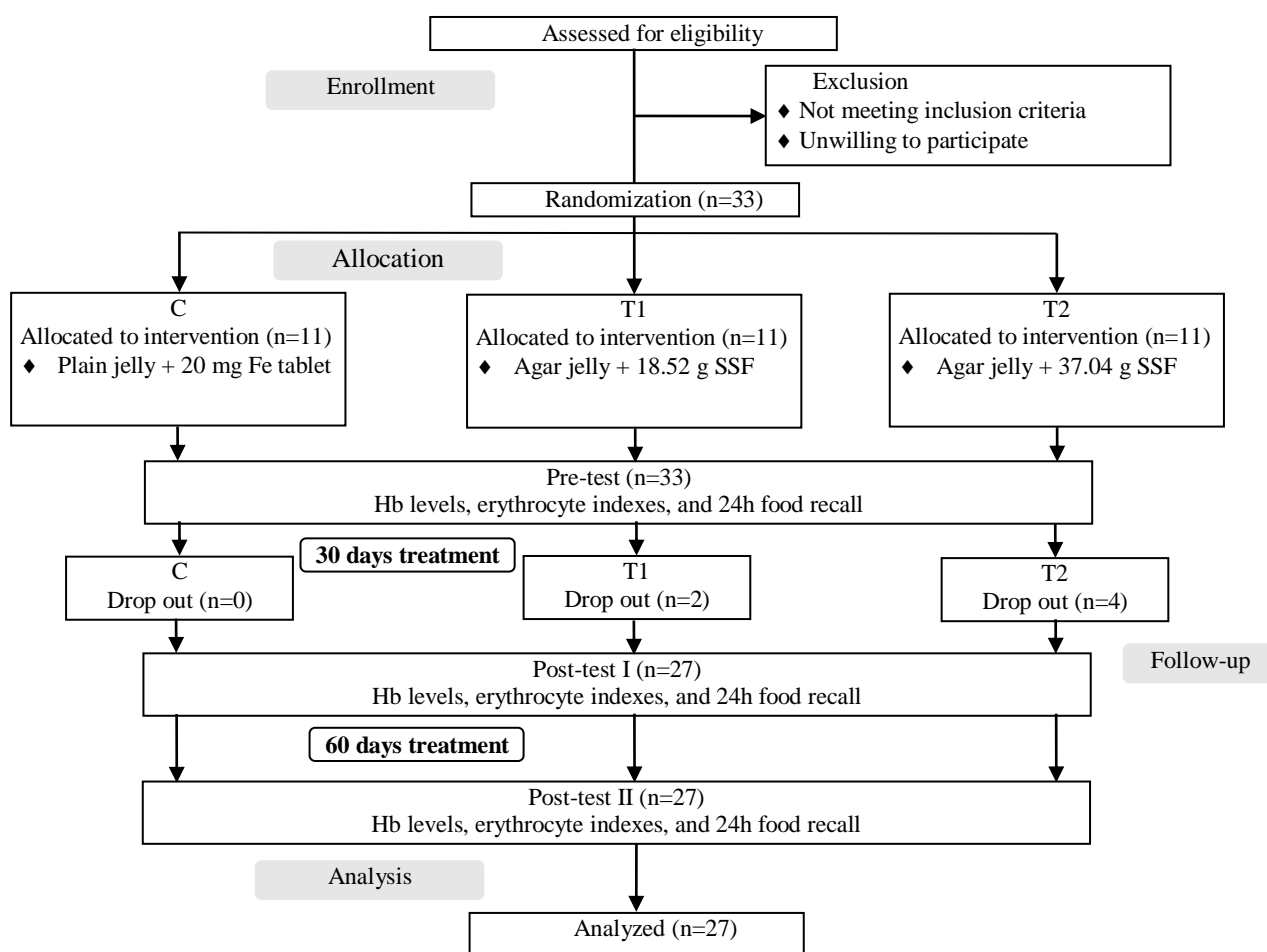 Assessed for eligibility
Enrollment
Exclusion
♦ Not meeting inclusion criteria
♦ Unwilling to participate
Randomization (n=33)
Allocation
C
Allocated to intervention (n=11)
♦ Plain jelly + 20 mg Fe tablet
T1
Allocated to intervention (n=11)
♦ Agar jelly + 18.52 g SSF
T2
Allocated to intervention (n=11)
♦ Agar jelly + 37.04 g SSF
Pre-test (n=33)
Hb levels, erythrocyte indexes, and 24h food recall
30 days treatment
C
Drop out (n=0)
T1
Drop out (n=2)
T2
Drop out (n=4)
Post-test I (n=27)
Hb levels, erythrocyte indexes, and 24h food recall
Follow-up
60 days treatment
Post-test II (n=27)
Hb levels, erythrocyte indexes, and 24h food recall
Analysis
Analyzed (n=27)